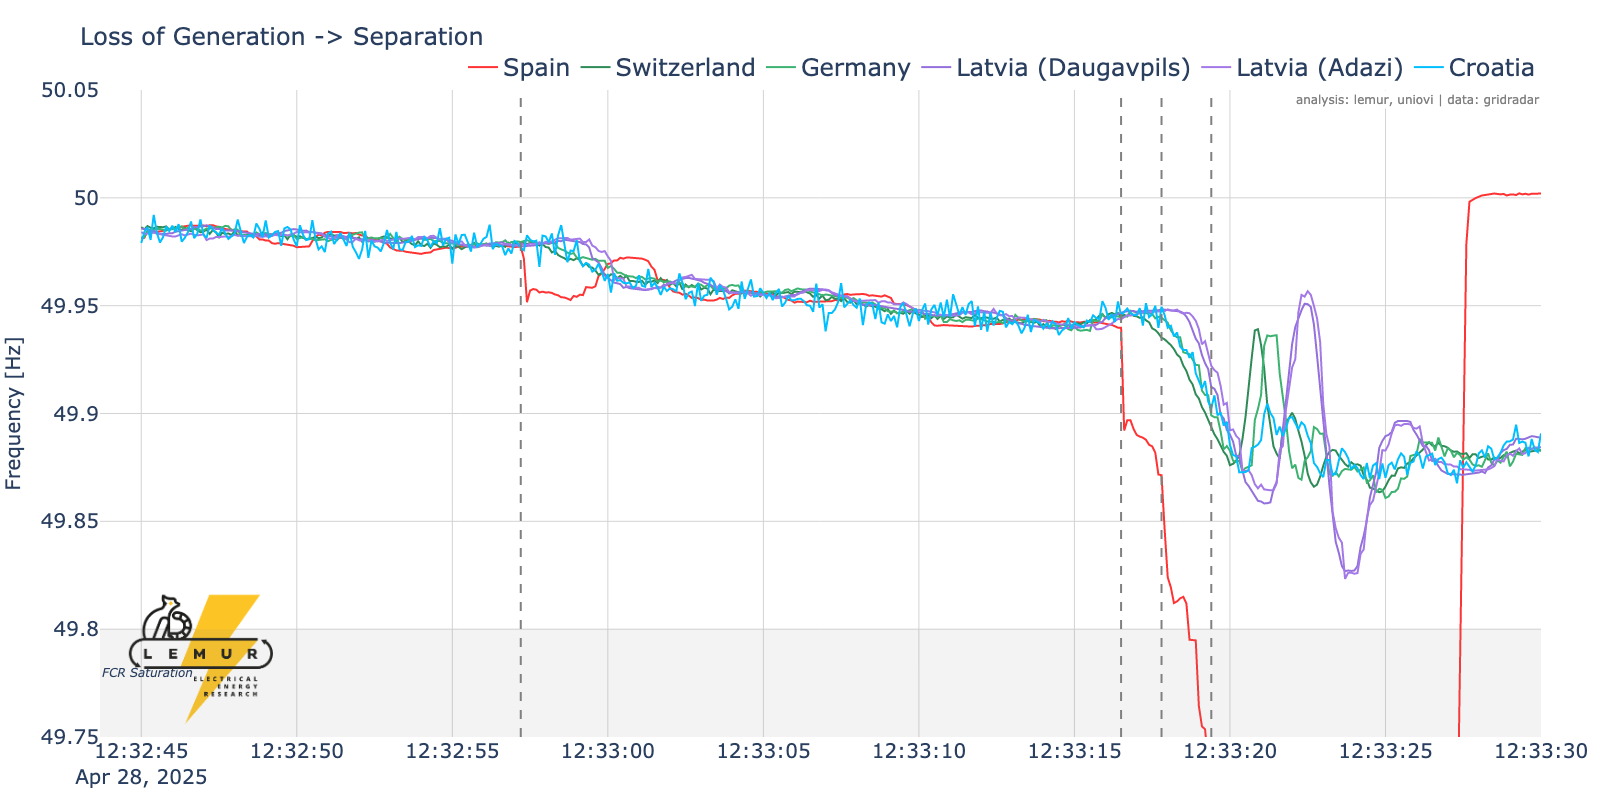 Loss of Generation -> Separation
Spain Switzerland Germany Latvia (Daugavpils) Latvia (Adazi) Croatia
analysis: lemur, uniovi | data: gridradar
50.05
50
49.95
49.9
49.85
49.8
49.75
Frequency [Hz]
LEMUR
FCR Saturation
ELECTRICAL
ENERGY
RESEARCH
12:32:45 12:32:50 12:32:55 12:33:00 12:33:05 12:33:10 12:33:15 12:33:20 12:33:25 12:33:30
Apr 28, 2025